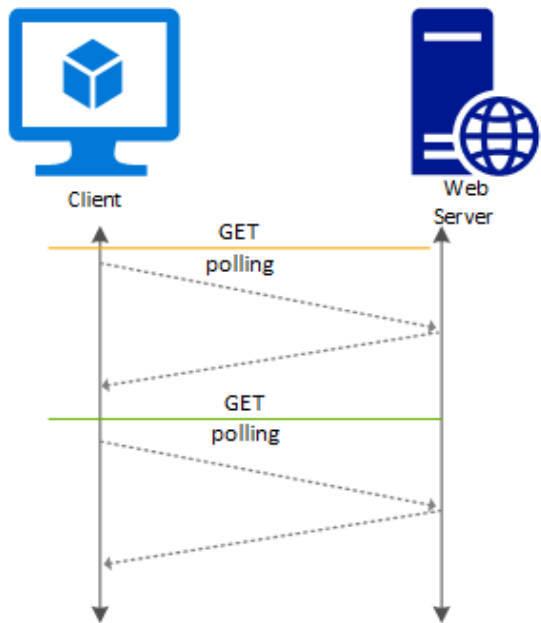 Client
Web
Server
GET
polling
GET
polling